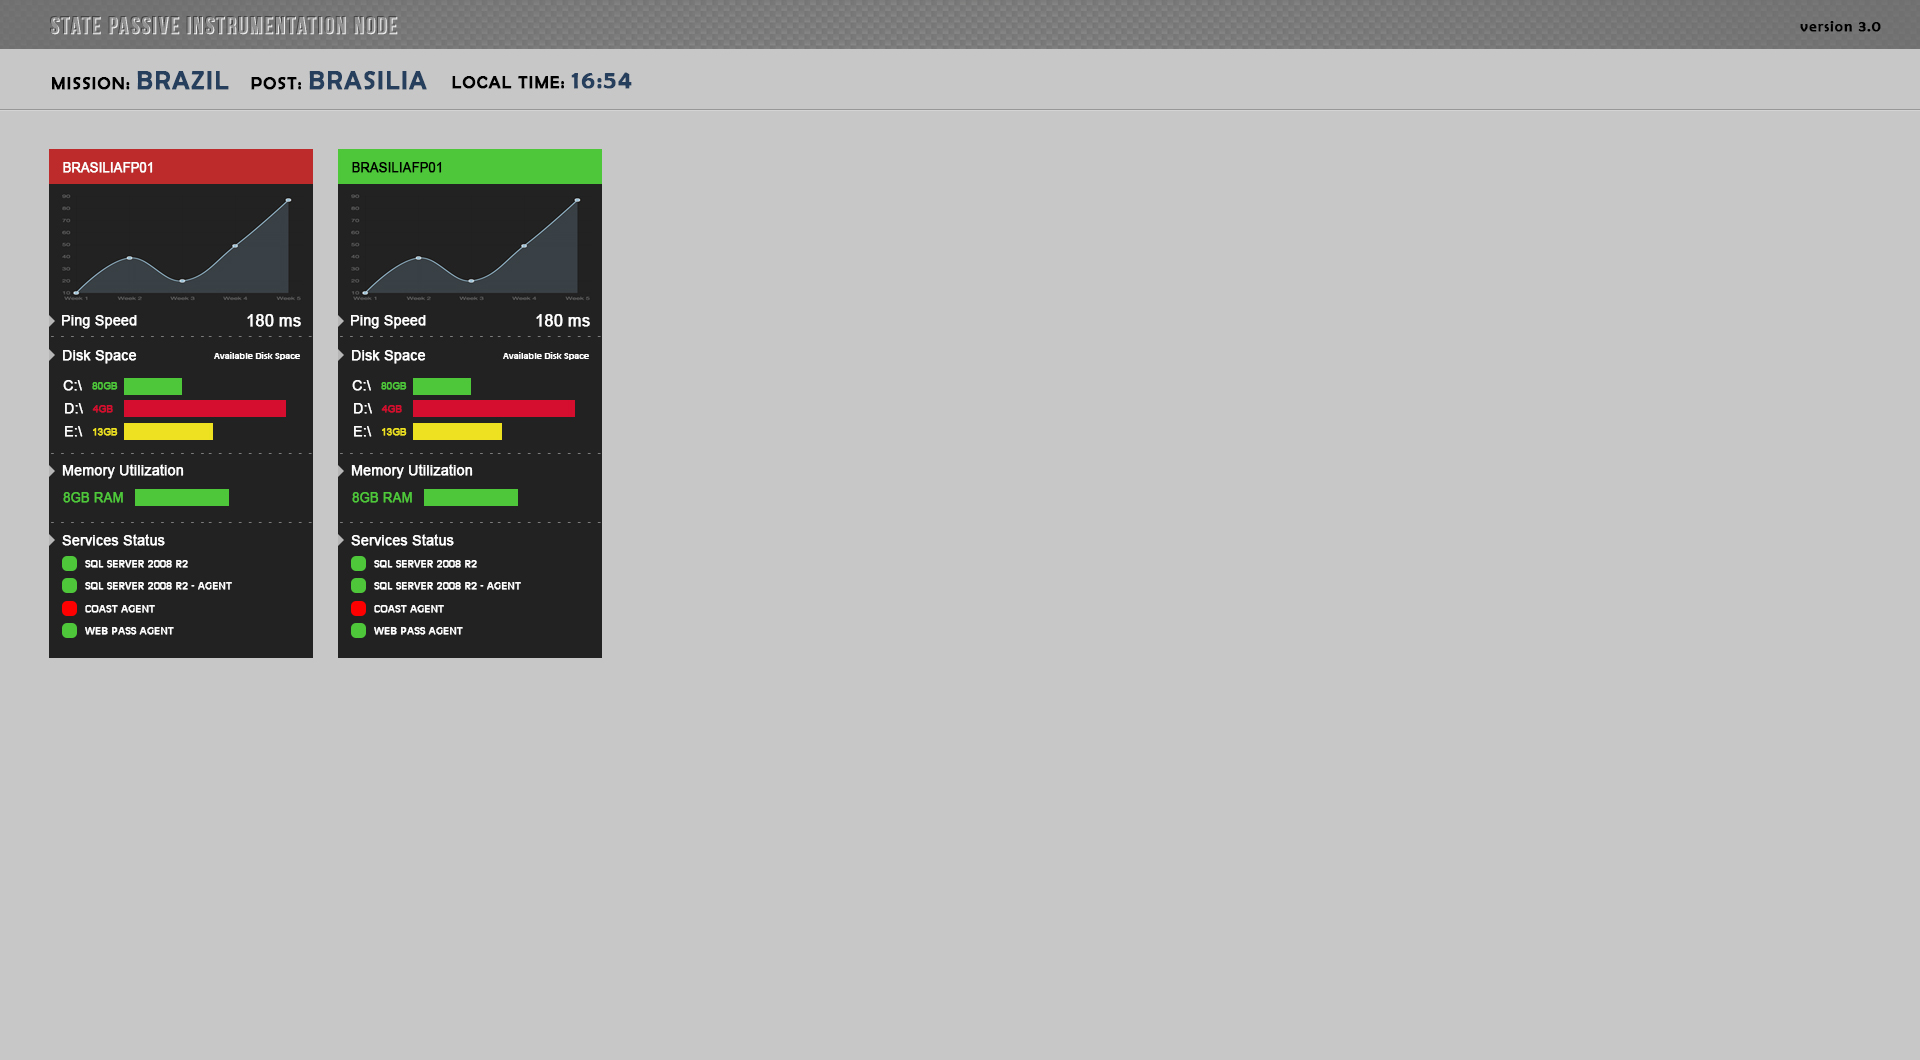 STATE PASSIVE INSTRUMENTATION NODE
version 3.0
MISSION: BRAZIL POST: BRASILIA LOCAL TIME: 16:54
BRASILIAFP01
90
80
70
60
50
40
30
20
10
Week 1 Week 2 Week 3 Week 4 Week 5
Ping Speed 180 ms
Disk Space Available Disk Space
C:\ 80GB
D:\ 4GB
E:\ 13GB
Memory Utilization
8GB RAM
Services Status
SQL SERVER 2008 R2
SQL SERVER 2008 R2 - AGENT
COAST AGENT
WEB PASS AGENT
BRASILIAFP01
90
80
70
60
50
40
30
20
10
Week 1 Week 2 Week 3 Week 4 Week 5
Ping Speed 180 ms
Disk Space Available Disk Space
C:\ 80GB
D:\ 4GB
E:\ 13GB
Memory Utilization
8GB RAM
Services Status
SQL SERVER 2008 R2
SQL SERVER 2008 R2 - AGENT
COAST AGENT
WEB PASS AGENT